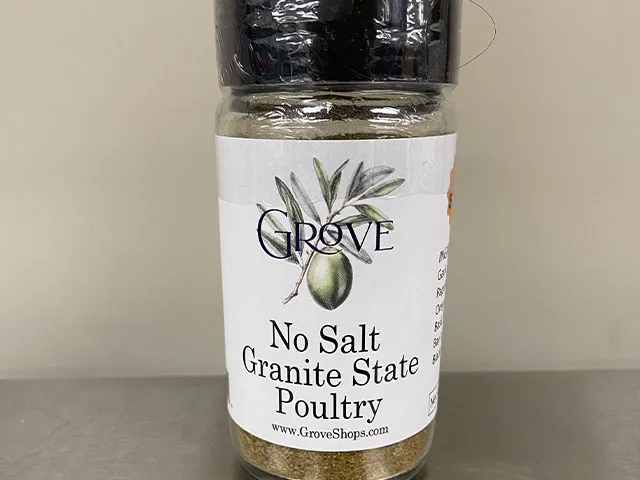 GROVE
No Salt
Granite State
Poultry
www.GroveShops.com